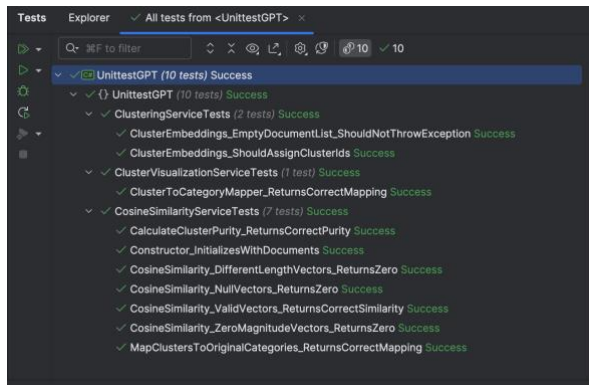 Tests Explorer All tests from <UnittestGPT> ×
⌘F to filter 10 10
C# UnittestGPT (10 tests) Success
{} UnittestGPT (10 tests) Success
ClusteringServiceTests (2 tests) Success
ClusterEmbeddings_EmptyDocumentList_ShouldNotThrowException Success
ClusterEmbeddings_ShouldAssignClusterIds Success
ClusterVisualizationServiceTests (1 test) Success
ClusterToCategoryMapper_ReturnsCorrectMapping Success
CosineSimilarityServiceTests (7 tests) Success
CalculateClusterPurity_ReturnsCorrectPurity Success
Constructor_InitializesWithDocuments Success
CosineSimilarity_DifferentLengthVectors_ReturnsZero Success
CosineSimilarity_NullVectors_ReturnsZero Success
CosineSimilarity_ValidVectors_ReturnsCorrectSimilarity Success
CosineSimilarity_ZeroMagnitudeVectors_ReturnsZero Success
MapClustersToOriginalCategories_ReturnsCorrectMapping Success